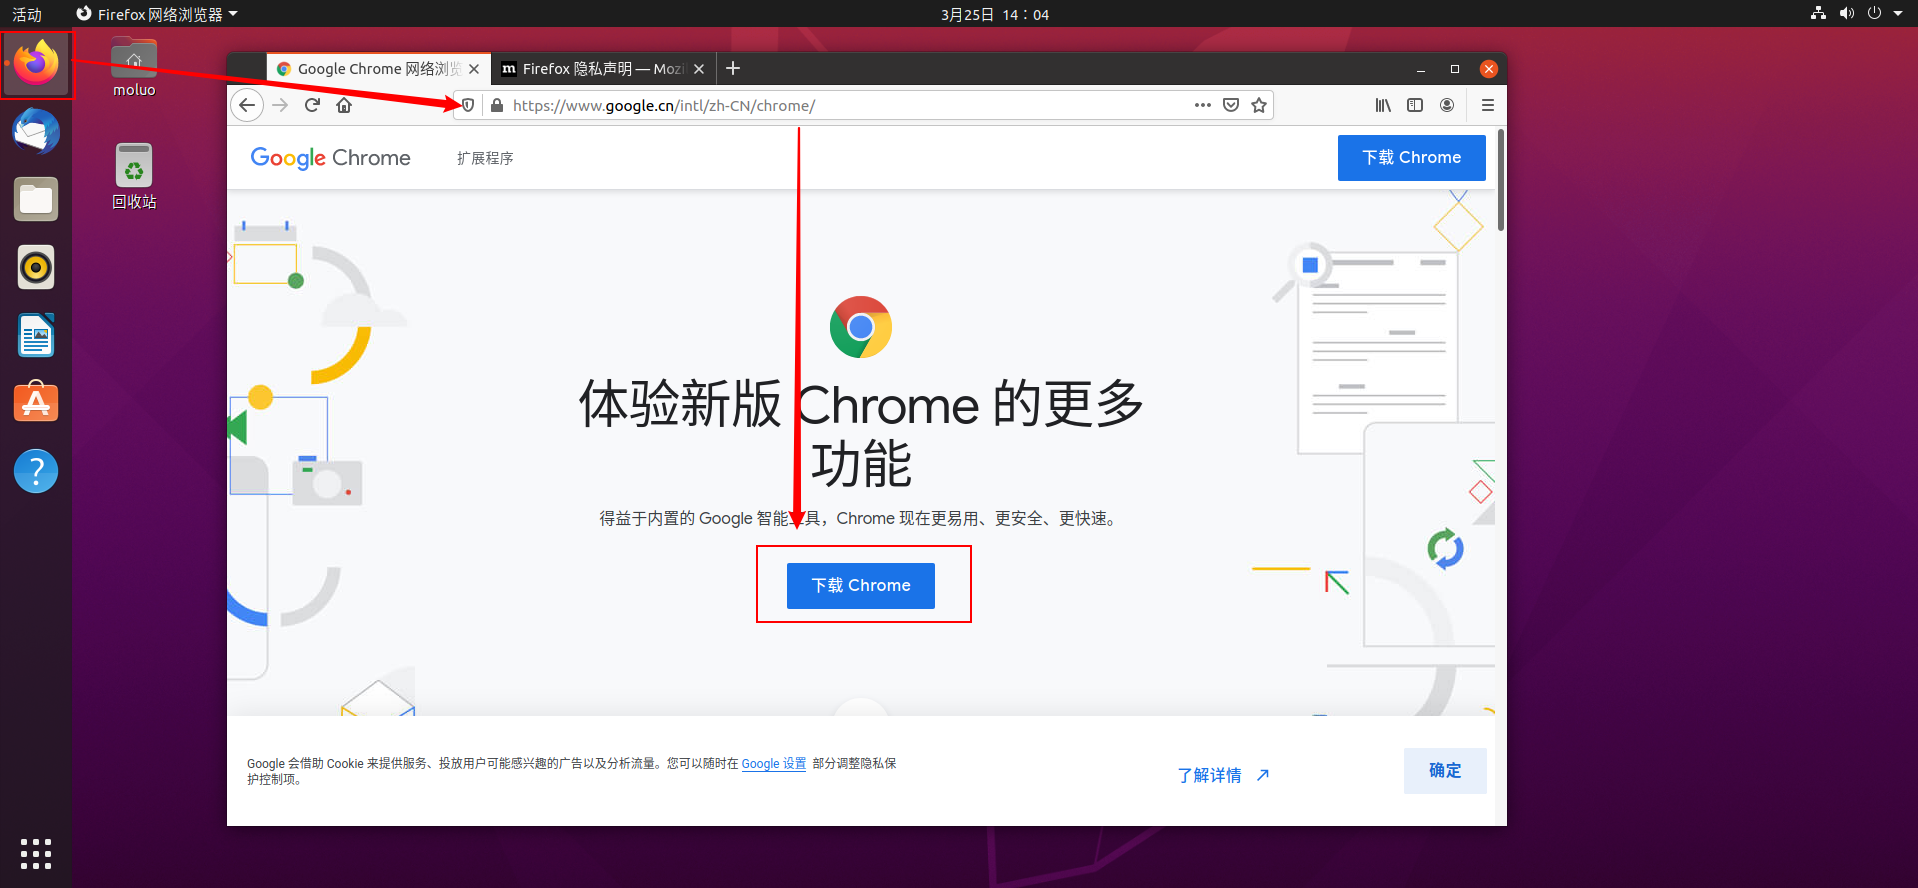 活动
Firefox 网络浏览器
3月25日 14：04
moluo
回收站
Google Chrome 网络浏览
Firefox 隐私声明 — Mozil
https://www.google.cn/intl/zh-CN/chrome/
Google Chrome
扩展程序
下载 Chrome
体验新版 Chrome 的更多
功能
得益于内置的 Google 智能工具，Chrome 现在更易用、更安全、更快速。
下载 Chrome
Google 会借助 Cookie 来提供服务、投放用户可能感兴趣的广告以及分析流量。您可以随时在 Google 设置 部分调整隐私保
护控制项。
了解详情
确定